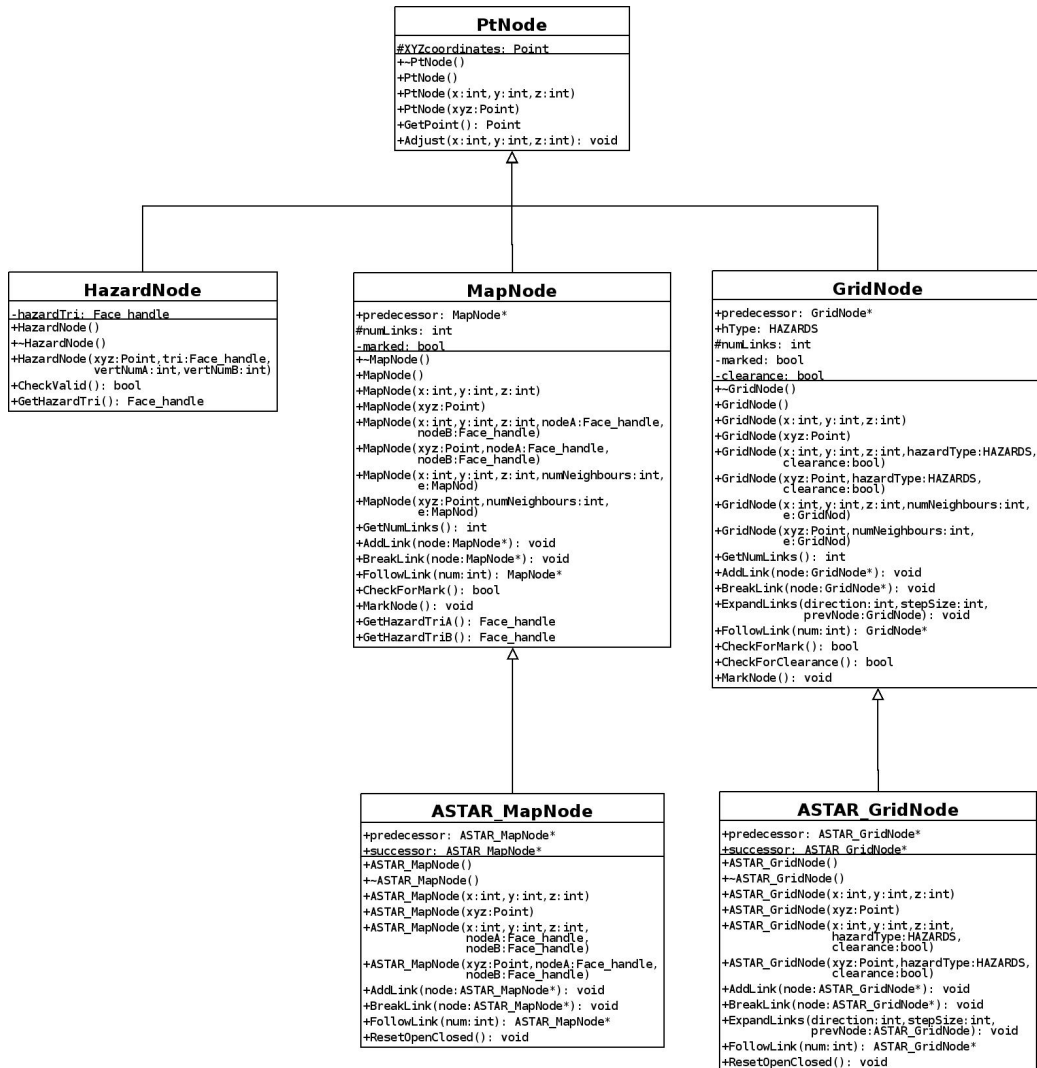 PtNode
#XYZcoordinates: Point
+~PtNode()
+PtNode()
+PtNode(x:int,y:int,z:int)
+PtNode(xyz:Point)
+GetPoint(): Point
+Adjust(x:int,y:int,z:int): void
HazardNode
-hazardTri: Face_handle
+HazardNode()
+~HazardNode()
+HazardNode(xyz:Point,tri:Face_handle,
vertNumA:int,vertNumB:int)
+CheckValid(): bool
+GetHazardTri(): Face_handle
MapNode
+predecessor: MapNode*
#numLinks: int
-marked: bool
+~MapNode()
+MapNode()
+MapNode(x:int,y:int,z:int)
+MapNode(xyz:Point)
+MapNode(x:int,y:int,z:int,nodeA:Face_handle,
nodeB:Face_handle)
+MapNode(xyz:Point,nodeA:Face_handle,
nodeB:Face_handle)
+MapNode(x:int,y:int,z:int,numNeighbours:int,
e:MapNod)
+MapNode(xyz:Point,numNeighbours:int,
e:MapNod)
+GetNumLinks(): int
+AddLink(node:MapNode*): void
+BreakLink(node:MapNode*): void
+FollowLink(num:int): MapNode*
+CheckForMark(): bool
+MarkNode(): void
+GetHazardTriA(): Face_handle
+GetHazardTriB(): Face_handle
GridNode
+predecessor: GridNode*
+hType: HAZARDS
#numLinks: int
-marked: bool
-clearance: bool
+~GridNode()
+GridNode()
+GridNode(x:int,y:int,z:int)
+GridNode(xyz:Point)
+GridNode(x:int,y:int,z:int,hazardType:HAZARDS,
clearance:bool)
+GridNode(xyz:Point,hazardType:HAZARDS,
clearance:bool)
+GridNode(x:int,y:int,z:int,numNeighbours:int,
e:GridNod)
+GridNode(xyz:Point,numNeighbours:int,
e:GridNod)
+GetNumLinks(): int
+AddLink(node:GridNode*): void
+BreakLink(node:GridNode*): void
+ExpandLinks(direction:int,stepSize:int,
prevNode:GridNode): void
+FollowLink(num:int): GridNode*
+CheckForMark(): bool
+CheckForClearance(): bool
+MarkNode(): void
ASTAR_MapNode
+predecessor: ASTAR_MapNode*
+successor: ASTAR_MapNode*
+ASTAR_MapNode()
+~ASTAR_MapNode()
+ASTAR_MapNode(x:int,y:int,z:int)
+ASTAR_MapNode(xyz:Point)
+ASTAR_MapNode(x:int,y:int,z:int,
nodeA:Face_handle,
nodeB:Face_handle)
+ASTAR_MapNode(xyz:Point,nodeA:Face_handle,
nodeB:Face_handle)
+AddLink(node:ASTAR_MapNode*): void
+BreakLink(node:ASTAR_MapNode*): void
+FollowLink(num:int): ASTAR_MapNode*
+ResetOpenClosed(): void
ASTAR_GridNode
+predecessor: ASTAR_GridNode*
+successor: ASTAR_GridNode*
+ASTAR_GridNode()
+~ASTAR_GridNode()
+ASTAR_GridNode(x:int,y:int,z:int)
+ASTAR_GridNode(xyz:Point)
+ASTAR_GridNode(x:int,y:int,z:int,
hazardType:HAZARDS,
clearance:bool)
+ASTAR_GridNode(xyz:Point,hazardType:HAZARDS,
clearance:bool)
+AddLink(node:ASTAR_GridNode*): void
+BreakLink(node:ASTAR_GridNode*): void
+ExpandLinks(direction:int,stepSize:int,
prevNode:ASTAR_GridNode): void
+FollowLink(num:int): ASTAR_GridNode*
+ResetOpenClosed(): void